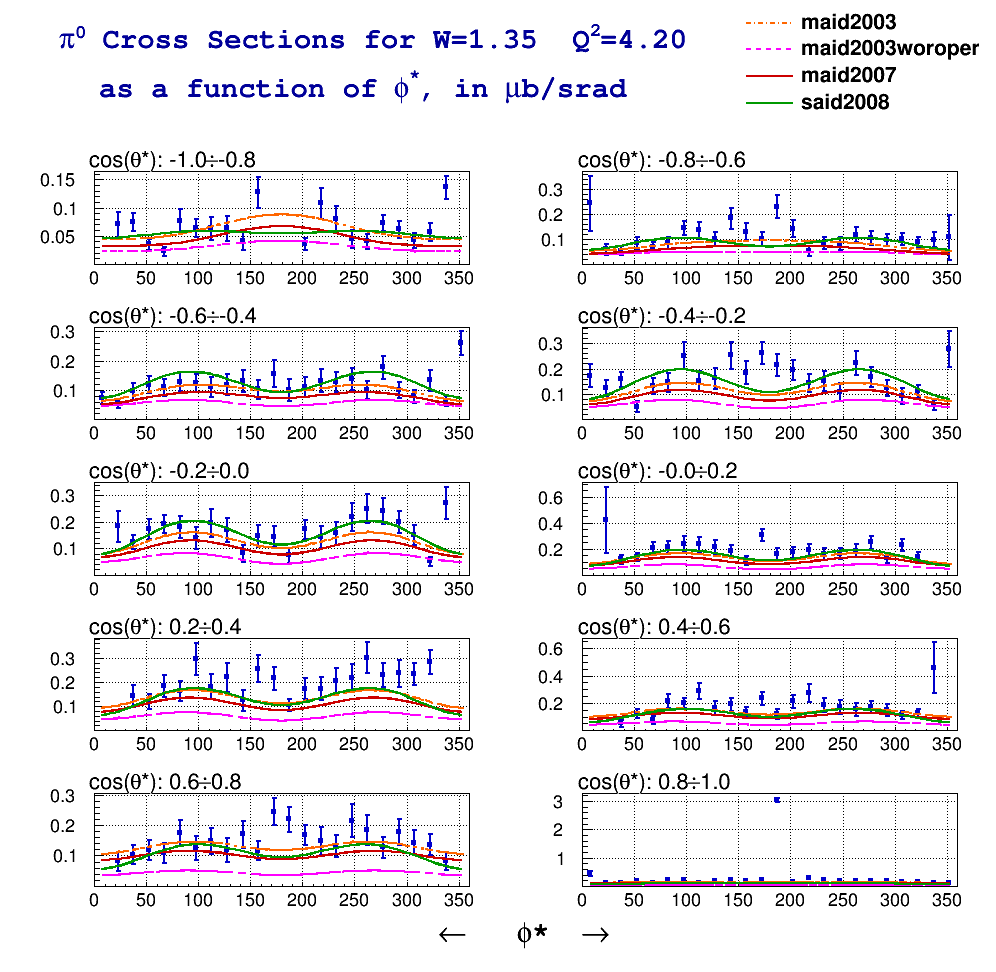 π⁰ Cross Sections for W=1.35 Q²=4.20
as a function of ϕ*, in μb/srad
maid2003
maid2003woroper
maid2007
said2008
cos(θ*): -1.0÷-0.8
0.15
0.1
0.05
0 50 100 150 200 250 300 350
cos(θ*): -0.8÷-0.6
0.3
0.2
0.1
0 50 100 150 200 250 300 350
cos(θ*): -0.6÷-0.4
0.3
0.2
0.1
0 50 100 150 200 250 300 350
cos(θ*): -0.4÷-0.2
0.3
0.2
0.1
0 50 100 150 200 250 300 350
cos(θ*): -0.2÷0.0
0.3
0.2
0.1
0 50 100 150 200 250 300 350
cos(θ*): -0.0÷0.2
0.6
0.4
0.2
0 50 100 150 200 250 300 350
cos(θ*): 0.2÷0.4
0.3
0.2
0.1
0 50 100 150 200 250 300 350
cos(θ*): 0.4÷0.6
0.6
0.4
0.2
0 50 100 150 200 250 300 350
cos(θ*): 0.6÷0.8
0.3
0.2
0.1
0 50 100 150 200 250 300 350
cos(θ*): 0.8÷1.0
3
2
1
0 50 100 150 200 250 300 350
← ϕ* →